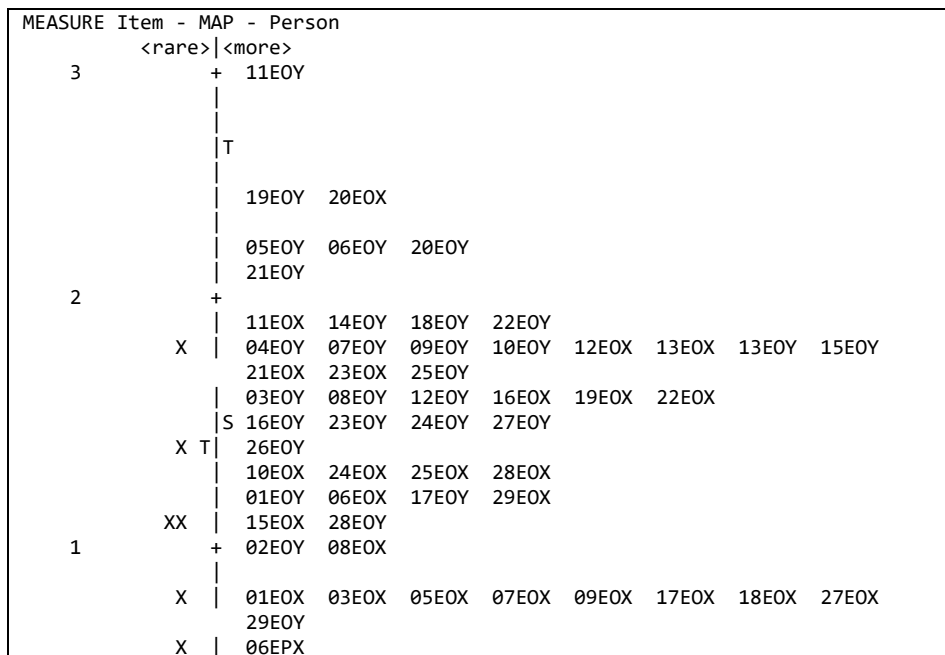 MEASURE Item - MAP - Person
<rare>|<more>
3 + 11EOY
|
|
|T
|
| 19EOY 20EOX
|
| 05EOY 06EOY 20EOY
| 21EOY
2 +
| 11EOX 14EOY 18EOY 22EOY
X | 04EOY 07EOY 09EOY 10EOY 12EOX 13EOX 13EOY 15EOY
21EOX 23EOX 25EOY
| 03EOY 08EOY 12EOY 16EOX 19EOX 22EOX
|S 16EOY 23EOY 24EOY 27EOY
X T| 26EOY
| 10EOX 24EOX 25EOX 28EOX
| 01EOY 06EOX 17EOY 29EOX
XX | 15EOX 28EOY
1 + 02EOY 08EOX
|
X | 01EOX 03EOX 05EOX 07EOX 09EOX 17EOX 18EOX 27EOX
29EOY
X | 06EPX